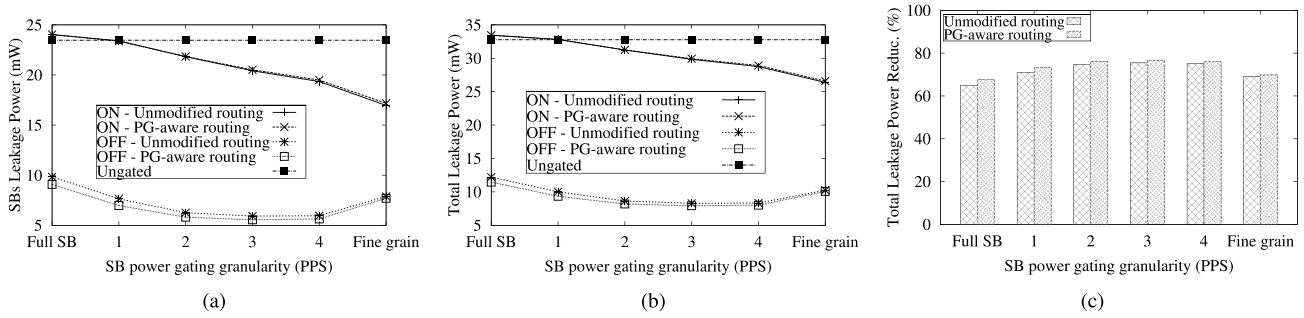 25
20
15
10
5
SBs Leakage Power (mW)
ON - Unmodified routing
ON - PG-aware routing
OFF - Unmodified routing
OFF - PG-aware routing
Ungated
Full SB 1 2 3 4 Fine grain
SB power gating granularity (PPS)
(a)
35
30
25
20
15
10
5
Total Leakage Power (mW)
ON - Unmodified routing
ON - PG-aware routing
OFF - Unmodified routing
OFF - PG-aware routing
Ungated
Full SB 1 2 3 4 Fine grain
SB power gating granularity (PPS)
(b)
100
80
60
40
20
0
Total Leakage Power Reduc. (%)
Unmodified routing
PG-aware routing
Full SB 1 2 3 4 Fine grain
SB power gating granularity (PPS)
(c)